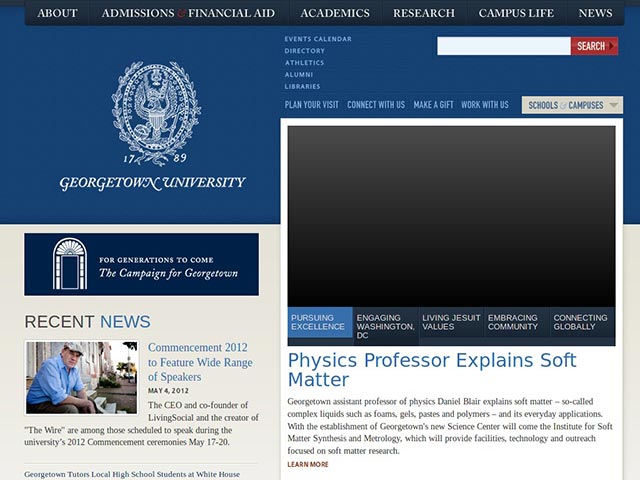 ABOUT
ADMISSIONS & FINANCIAL AID
ACADEMICS
RESEARCH
CAMPUS LIFE
NEWS
EVENTS CALENDAR
DIRECTORY
ATHLETICS
ALUMNI
LIBRARIES
SEARCH
PLAN YOUR VISIT
CONNECT WITH US
MAKE A GIFT
WORK WITH US
SCHOOLS & CAMPUSES
17 89
GEORGETOWN UNIVERSITY
FOR GENERATIONS TO COME
The Campaign for Georgetown
RECENT NEWS
Commencement 2012
to Feature Wide Range
of Speakers
MAY 4, 2012
The CEO and co-founder of
LivingSocial and the creator of
"The Wire" are among those scheduled to speak during the
university's 2012 Commencement ceremonies May 17-20.
Georgetown Tutors Local High School Students at White House
PURSUING
EXCELLENCE
ENGAGING
WASHINGTON,
DC
LIVING JESUIT
VALUES
EMBRACING
COMMUNITY
CONNECTING
GLOBALLY
Physics Professor Explains Soft
Matter
Georgetown assistant professor of physics Daniel Blair explains soft matter – so-called
complex liquids such as foams, gels, pastes and polymers – and its everyday applications.
With the establishment of Georgetown's new Science Center will come the Institute for Soft
Matter Synthesis and Metrology, which will provide facilities, technology and outreach
focused on soft matter research.
LEARN MORE